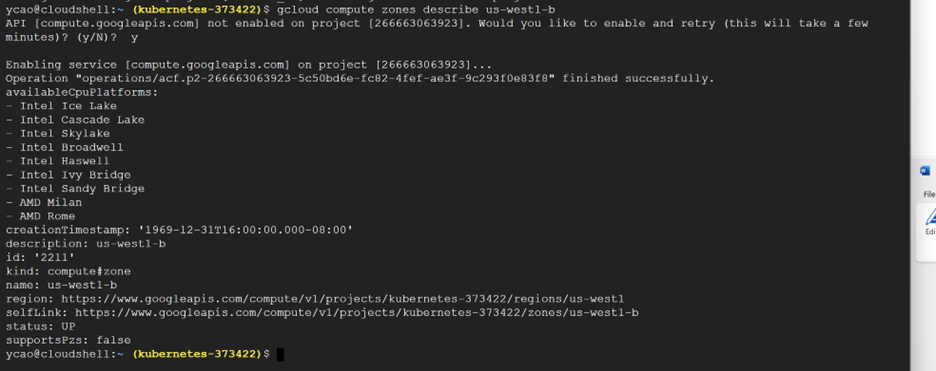 ycao@cloudshell:~ (kubernetes-373422)$ gcloud compute zones describe us-west1-b
API [compute.googleapis.com] not enabled on project [266663063923]. Would you like to enable and retry (this will take a few
minutes)? (y/N)?  y
Enabling service [compute.googleapis.com] on project [266663063923]...
Operation "operations/acf.p2-266663063923-5c50bd6e-fc82-4fef-ae3f-9c293f0e83f8" finished successfully.
availableCpuPlatforms:
- Intel Ice Lake
- Intel Cascade Lake
- Intel Skylake
- Intel Broadwell
- Intel Haswell
- Intel Ivy Bridge
- Intel Sandy Bridge
- AMD Milan
- AMD Rome
creationTimestamp: '1969-12-31T16:00:00.000-08:00'
description: us-west1-b
id: '2211'
kind: compute#zone
name: us-west1-b
region: https://www.googleapis.com/compute/v1/projects/kubernetes-373422/regions/us-west1
selfLink: https://www.googleapis.com/compute/v1/projects/kubernetes-373422/zones/us-west1-b
status: UP
supportsPzs: false
ycao@cloudshell:~ (kubernetes-373422)$
File
Edi